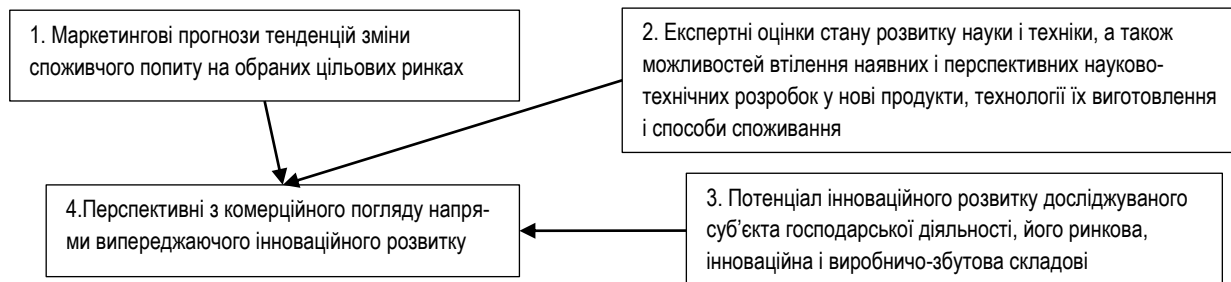 1. Маркетингові прогнози тенденцій зміни
споживчого попиту на обраних цільових ринках
2. Експертні оцінки стану розвитку науки і техніки, а також
можливостей втілення наявних і перспективних науково-
технічних розробок у нові продукти, технології їх виготовлення
і способи споживання
4.Перспективні з комерційного погляду напря-
ми випереджаючого інноваційного розвитку
3. Потенціал інноваційного розвитку досліджуваного
суб’єкта господарської діяльності, його ринкова,
інноваційна і виробничо-збутова складові